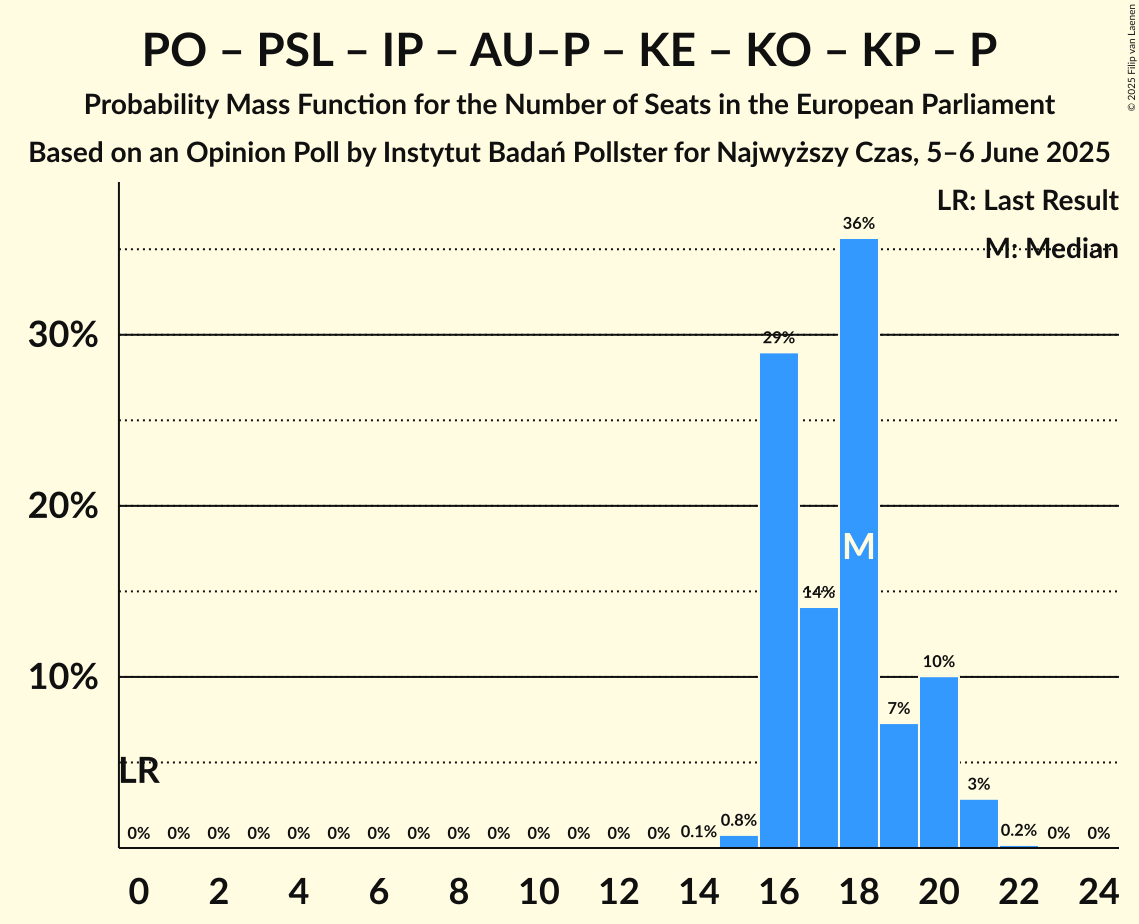 PO – PSL – IP – AU–P – KE – KO – KP – P
Probability Mass Function for the Number of Seats in the European Parliament
Based on an Opinion Poll by Instytut Badań Pollster for Najwyższy Czas, 5–6 June 2025
© 2025 Filip van Laenen
LR: Last Result
M: Median
36%
30%
29%
20%
M
14%
10%
10%
7%
LR
3%
0% 0% 0% 0% 0% 0% 0% 0% 0% 0% 0% 0% 0% 0% 0.1% 0.8% 0.2% 0% 0%
0 2 4 6 8 10 12 14 16 18 20 22 24